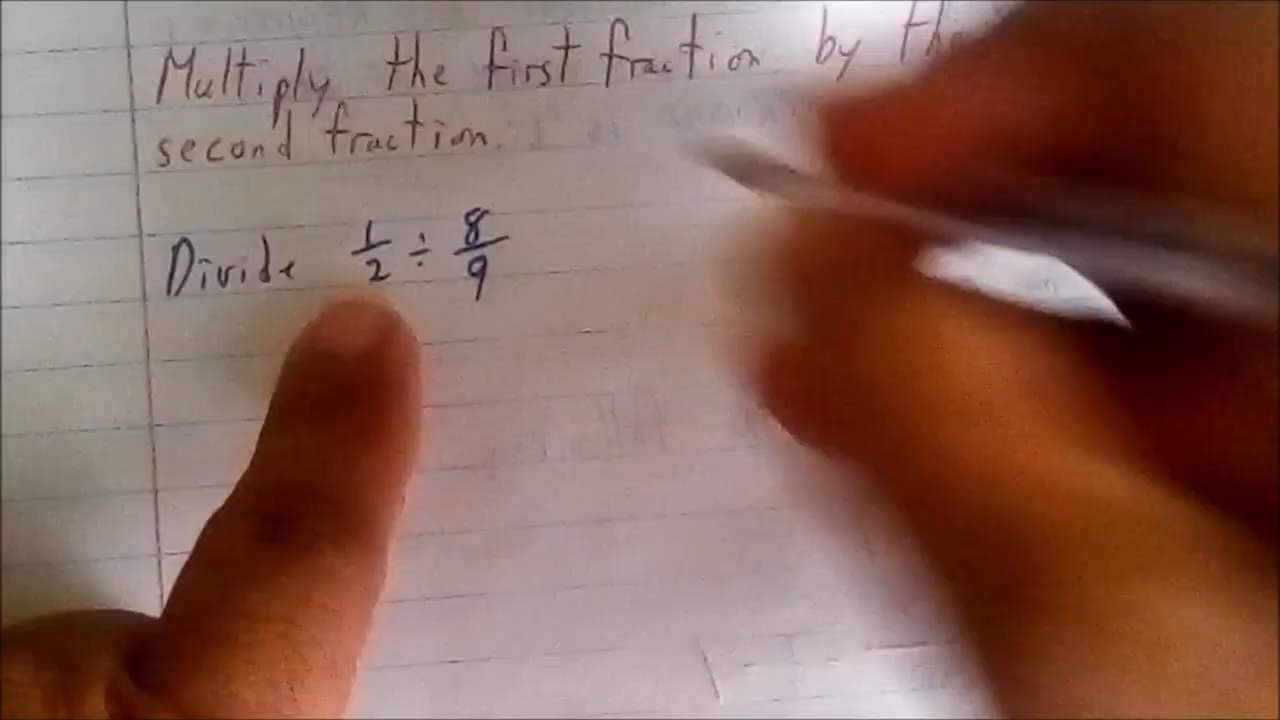 Multiply the first fraction by
second fraction.
Divide 1/2 ÷ 8/9